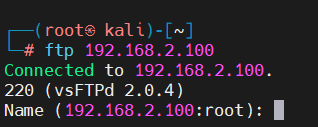 ┌──(root㉿ kali)-[~]
└─# ftp 192.168.2.100
Connected to 192.168.2.100.
220 (vsFTPd 2.0.4)
Name (192.168.2.100:root):